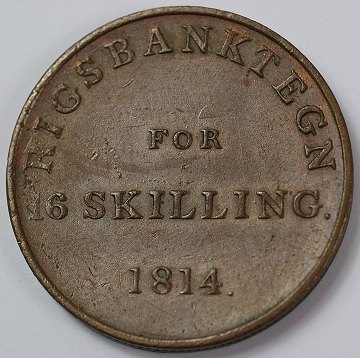 RIGSBANKTEGN
FOR
16 SKILLING.
1814.